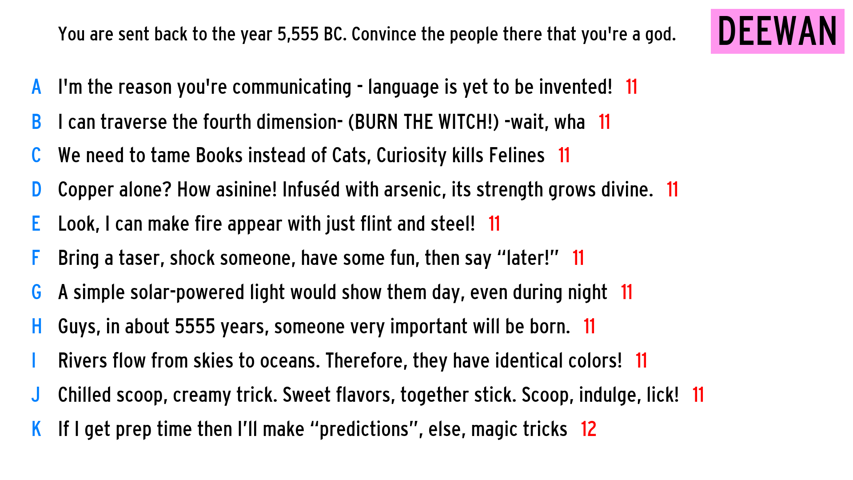 You are sent back to the year 5,555 BC. Convince the people there that you're a god.
DEEWAN
A I'm the reason you're communicating - language is yet to be invented! 11
B I can traverse the fourth dimension- (BURN THE WITCH!) -wait, wha 11
C We need to tame Books instead of Cats, Curiosity kills Felines 11
D Copper alone? How asinine! Infuséd with arsenic, its strength grows divine. 11
E Look, I can make fire appear with just flint and steel! 11
F Bring a taser, shock someone, have some fun, then say “later!” 11
G A simple solar-powered light would show them day, even during night 11
H Guys, in about 5555 years, someone very important will be born. 11
I Rivers flow from skies to oceans. Therefore, they have identical colors! 11
J Chilled scoop, creamy trick. Sweet flavors, together stick. Scoop, indulge, lick! 11
K If I get prep time then I’ll make “predictions”, else, magic tricks 12